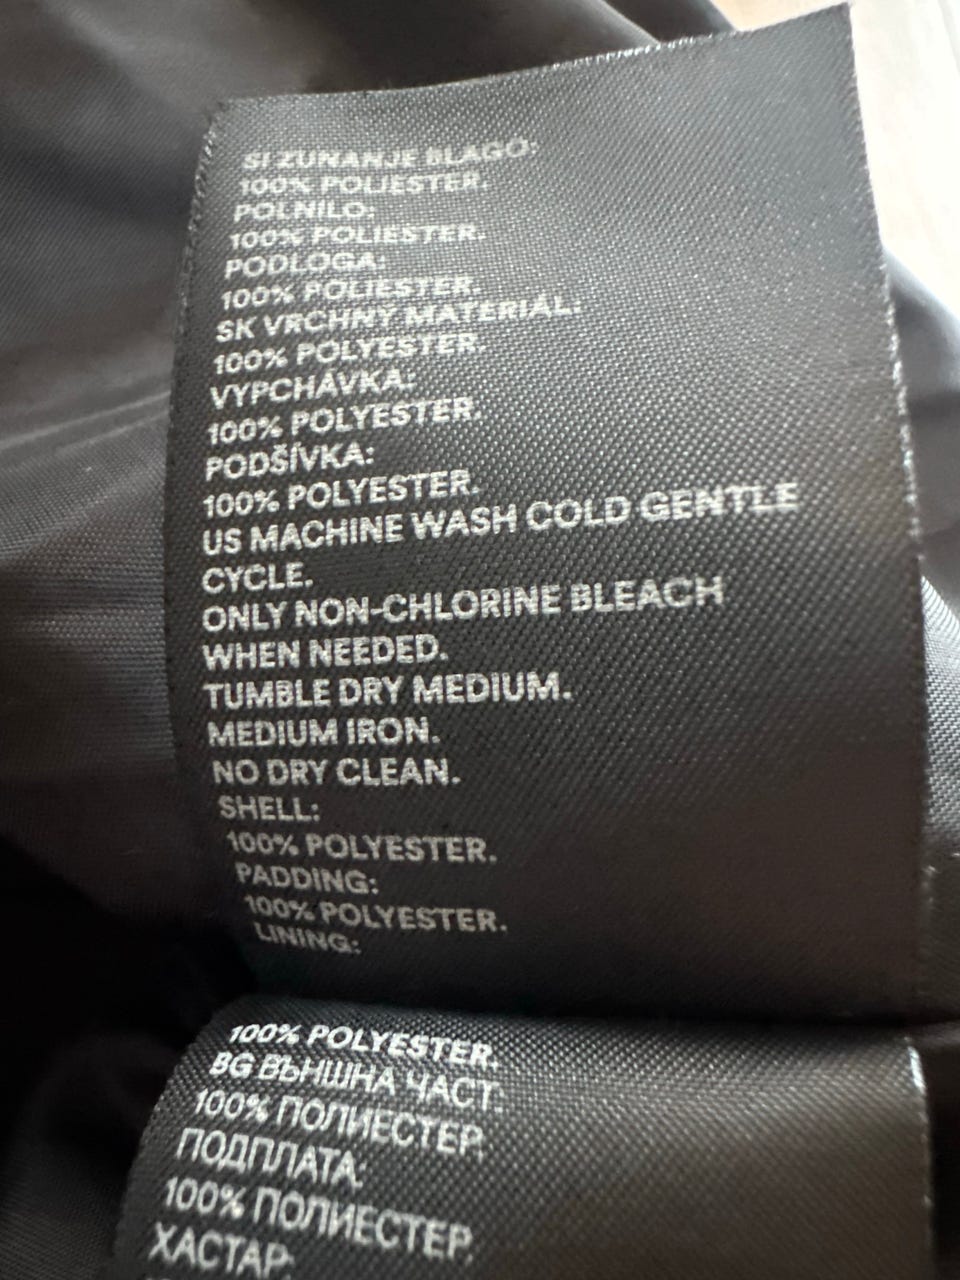 SI ZUNANJE BLAGO:
100% POLIESTER.
POLNILO:
100% POLIESTER.
PODLOGA:
100% POLIESTER.
SK VRCHNÝ MATERIÁL:
100% POLYESTER.
VYPCHÁVKA:
100% POLYESTER.
PODŠÍVKA:
100% POLYESTER.
US MACHINE WASH COLD GENTLE
CYCLE.
ONLY NON-CHLORINE BLEACH
WHEN NEEDED.
TUMBLE DRY MEDIUM.
MEDIUM IRON.
NO DRY CLEAN.
SHELL:
100% POLYESTER.
PADDING:
100% POLYESTER.
LINING:
100% POLYESTER.
BG ВЪНШНА ЧАСТ:
100% ПОЛИЕСТЕР.
ПОДПЛАТА:
100% ПОЛИЕСТЕР.
ХАСТАР: